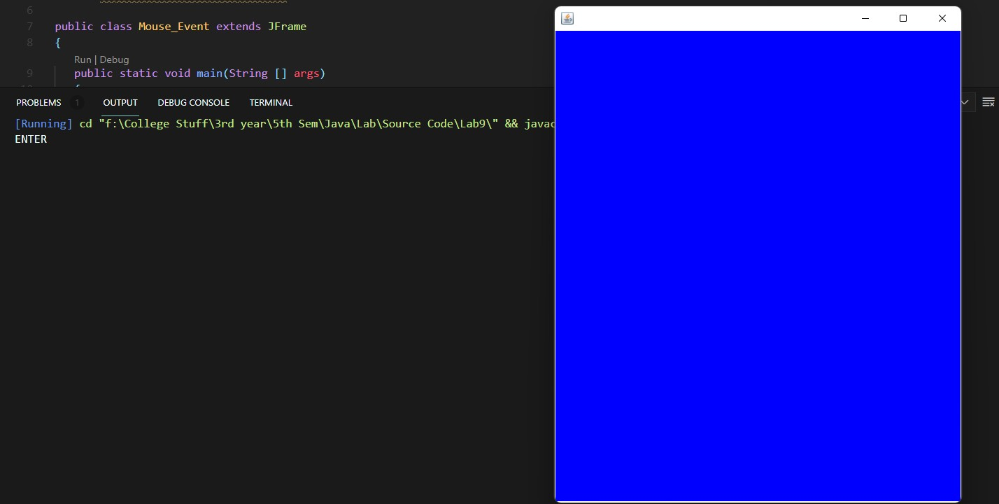 6
7 public class Mouse_Event extends JFrame
8 {
Run | Debug
9 public static void main(String [] args)
PROBLEMS 1 OUTPUT DEBUG CONSOLE TERMINAL
[Running] cd "f:\College Stuff\3rd year\5th Sem\Java\Lab\Source Code\Lab9\" && javac
ENTER